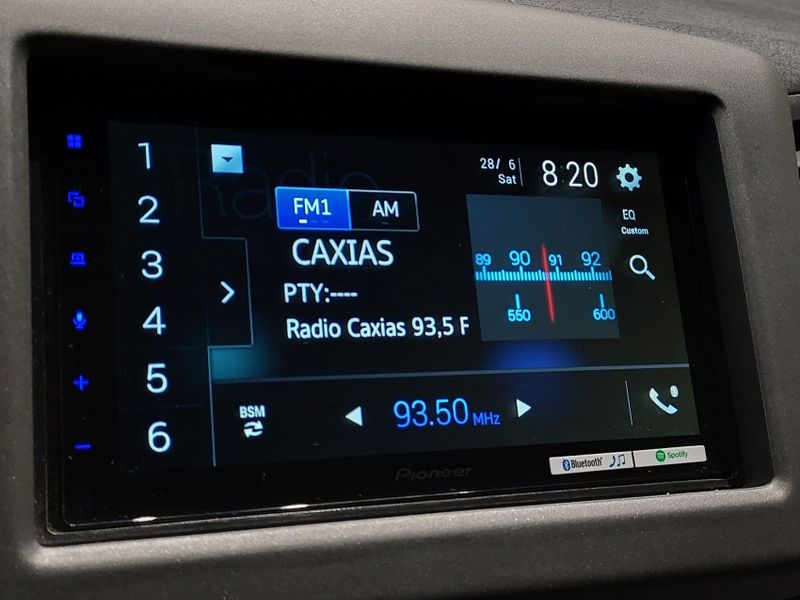 1
2
3
4
5
6
Radio
28/ 6
Sat
8:20
FM1
AM
EQ
Custom
CAXIAS
PTY:----
Radio Caxias 93,5 F
89 90 91 92
550 600
BSM
93.50 MHz
Pioneer
Bluetooth
Spotify